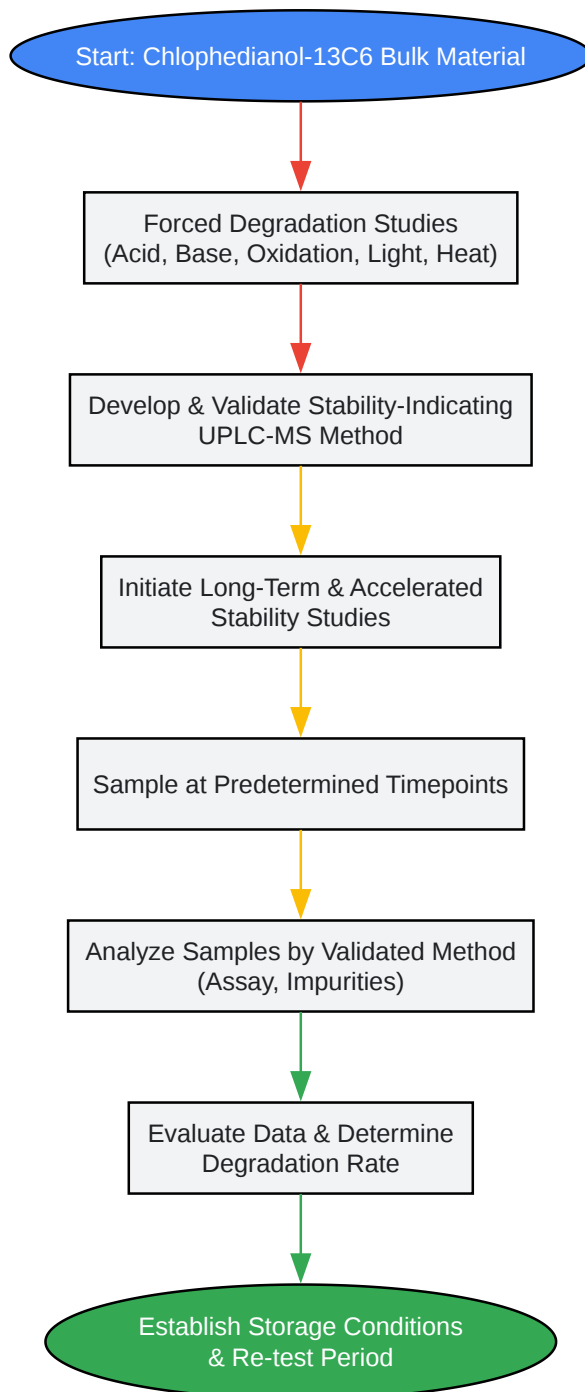 Start: Chlophedianol-13C6 Bulk Material
Forced Degradation Studies
(Acid, Base, Oxidation, Light, Heat)
Develop & Validate Stability-Indicating
UPLC-MS Method
Initiate Long-Term & Accelerated
Stability Studies
Sample at Predetermined Timepoints
Analyze Samples by Validated Method
(Assay, Impurities)
Evaluate Data & Determine
Degradation Rate
Establish Storage Conditions
& Re-test Period